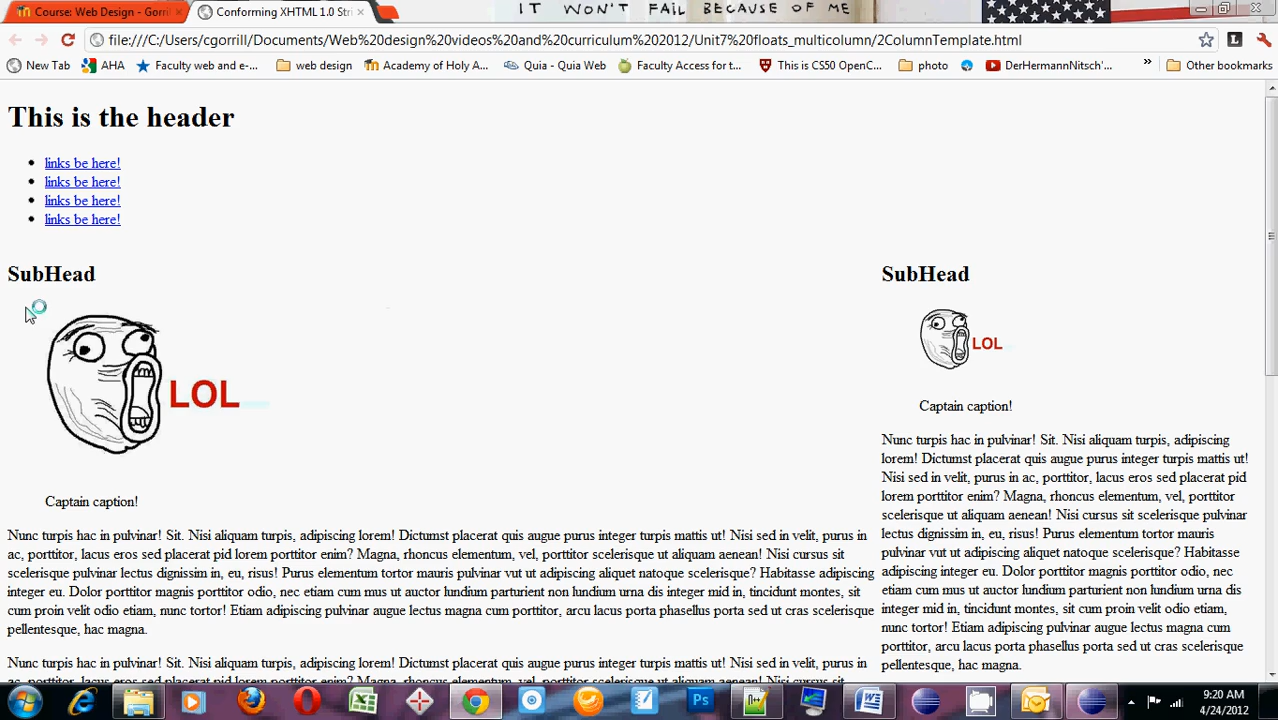 IT WON'T FAIL BECAUSE OF ME
Course: Web Design - Gorril
Conforming XHTML 1.0 Stri
file:///C:/Users/cgorrill/Documents/Web%20design%20videos%20and%20curriculum%202012/Unit7%20floats_multicolumn/2ColumnTemplate.html
L
New Tab
AHA
Faculty web and e-...
web design
Academy of Holy A...
Quia - Quia Web
Faculty Access for t...
This is CS50 OpenC...
photo
DerHermannNitsch'...
»
Other bookmarks
This is the header
links be here!
links be here!
links be here!
links be here!
SubHead
LOL
Captain caption!
Nunc turpis hac in pulvinar! Sit. Nisi aliquam turpis, adipiscing lorem! Dictumst placerat quis augue purus integer turpis mattis ut! Nisi sed in velit, purus in
ac, porttitor, lacus eros sed placerat pid lorem porttitor enim? Magna, rhoncus elementum, vel, porttitor scelerisque ut aliquam aenean! Nisi cursus sit
scelerisque pulvinar lectus dignissim in, eu, risus! Purus elementum tortor mauris pulvinar vut ut adipiscing aliquet natoque scelerisque? Habitasse adipiscing
integer eu. Dolor porttitor magnis porttitor odio, nec etiam cum mus ut auctor lundium parturient non lundium urna dis integer mid in, tincidunt montes, sit
cum proin velit odio etiam, nunc tortor! Etiam adipiscing pulvinar augue lectus magna cum porttitor, arcu lacus porta phasellus porta sed ut cras scelerisque
pellentesque, hac magna.
Nunc turpis hac in pulvinar! Sit. Nisi aliquam turpis, adipiscing lorem! Dictumst placerat quis augue purus integer turpis mattis ut! Nisi sed in velit, purus in
SubHead
LOL
Captain caption!
Nunc turpis hac in pulvinar! Sit. Nisi aliquam turpis, adipiscing
lorem! Dictumst placerat quis augue purus integer turpis mattis ut!
Nisi sed in velit, purus in ac, porttitor, lacus eros sed placerat pid
lorem porttitor enim? Magna, rhoncus elementum, vel, porttitor
scelerisque ut aliquam aenean! Nisi cursus sit scelerisque pulvinar
lectus dignissim in, eu, risus! Purus elementum tortor mauris
pulvinar vut ut adipiscing aliquet natoque scelerisque? Habitasse
adipiscing integer eu. Dolor porttitor magnis porttitor odio, nec
etiam cum mus ut auctor lundium parturient non lundium urna dis
integer mid in, tincidunt montes, sit cum proin velit odio etiam,
nunc tortor! Etiam adipiscing pulvinar augue lectus magna cum
porttitor, arcu lacus porta phasellus porta sed ut cras scelerisque
pellentesque, hac magna.
Ps
W
9:20 AM
4/24/2012